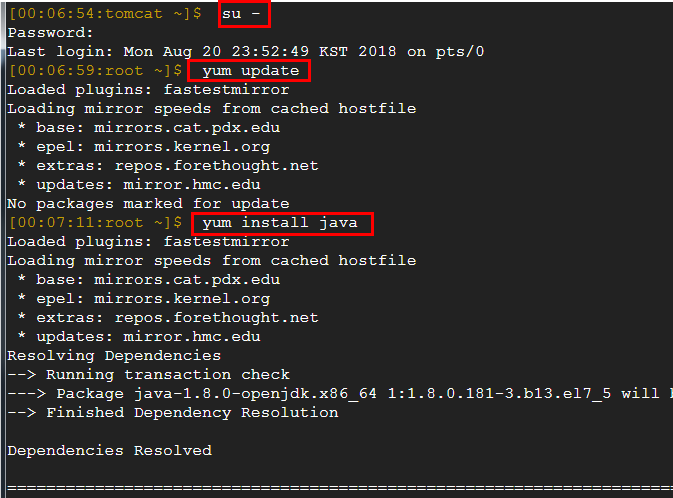 [00:06:54:tomcat ~]$ su -
Password:
Last login: Mon Aug 20 23:52:49 KST 2018 on pts/0
[00:06:59:root ~]$ yum update
Loaded plugins: fastestmirror
Loading mirror speeds from cached hostfile
 * base: mirrors.cat.pdx.edu
 * epel: mirrors.kernel.org
 * extras: repos.forethought.net
 * updates: mirror.hmc.edu
No packages marked for update
[00:07:11:root ~]$ yum install java
Loaded plugins: fastestmirror
Loading mirror speeds from cached hostfile
 * base: mirrors.cat.pdx.edu
 * epel: mirrors.kernel.org
 * extras: repos.forethought.net
 * updates: mirror.hmc.edu
Resolving Dependencies
--> Running transaction check
---> Package java-1.8.0-openjdk.x86_64 1:1.8.0.181-3.b13.el7_5 will
--> Finished Dependency Resolution
Dependencies Resolved
================================================================